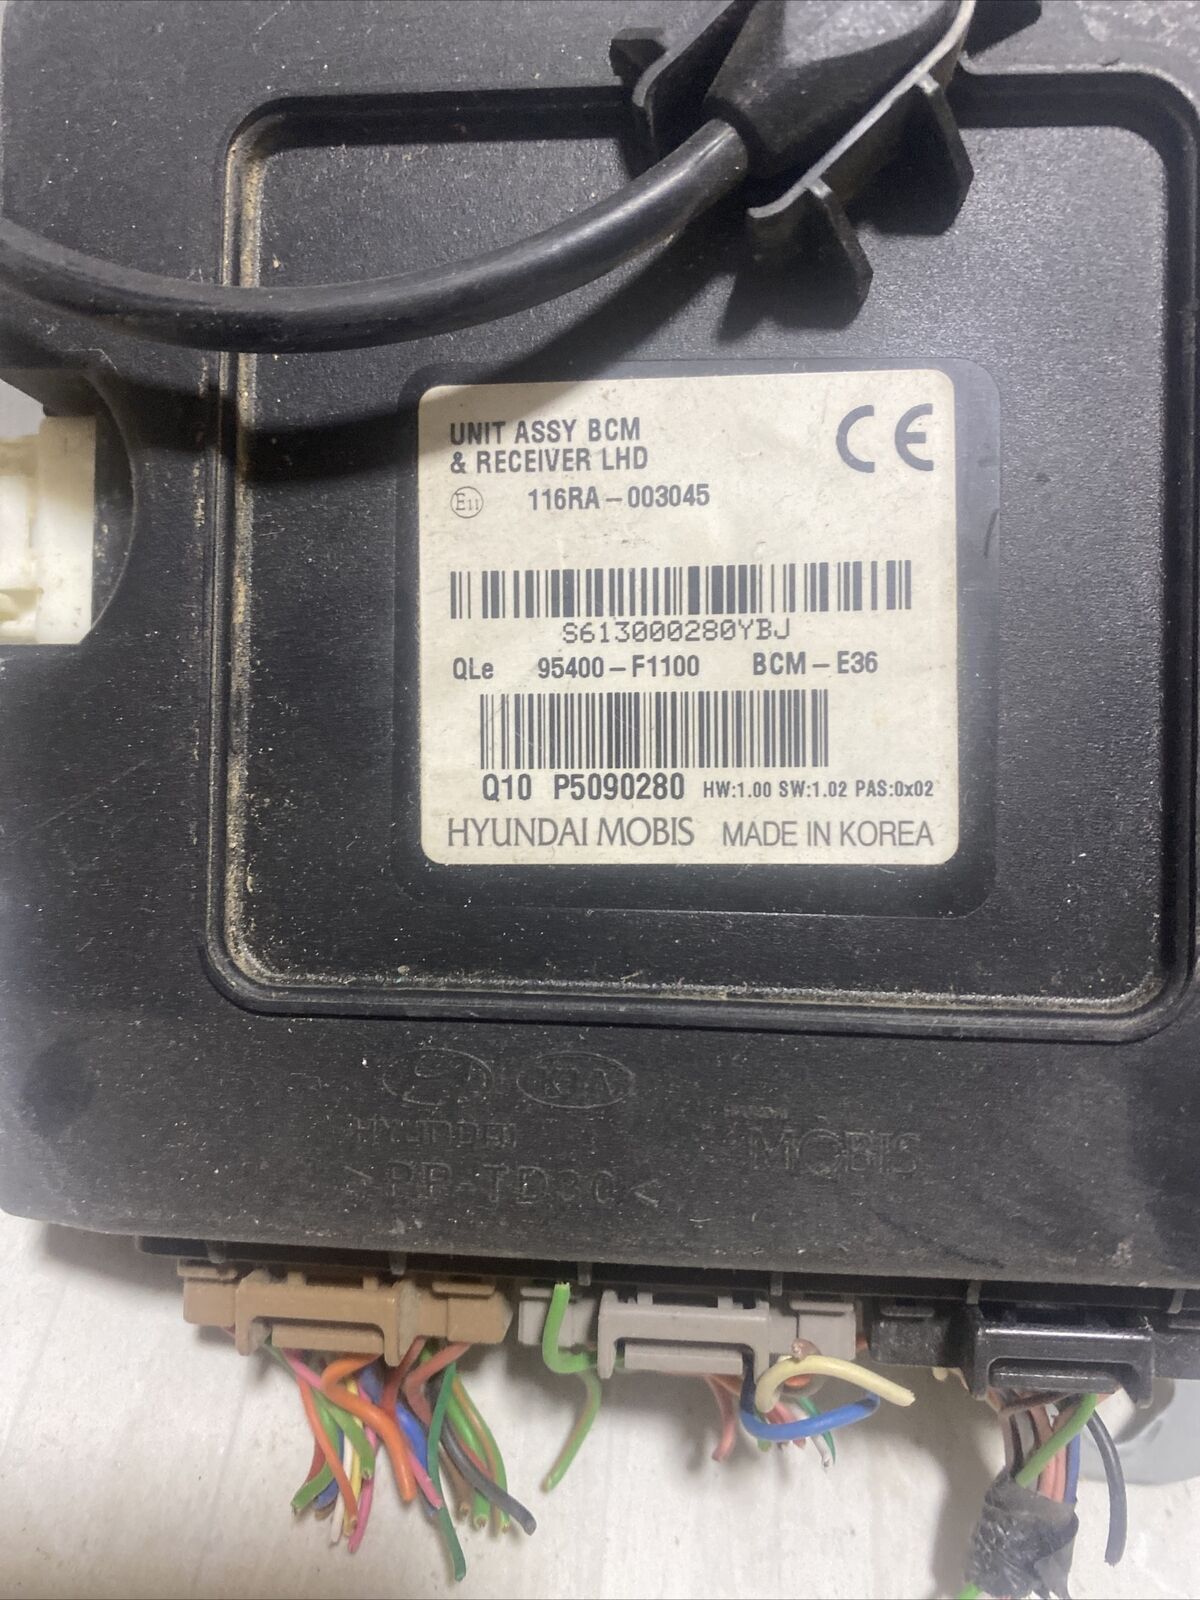 UNIT ASSY BCM
& RECEIVER LHD
CE
E11 116RA-003045
S613000280YBJ
QLe 95400-F1100 BCM-E36
Q10 P5090280 HW:1.00 SW:1.02 PAS:0x02
HYUNDAI MOBIS MADE IN KOREA
KIA
HYUNDAI
HYUNDAI
MOBIS